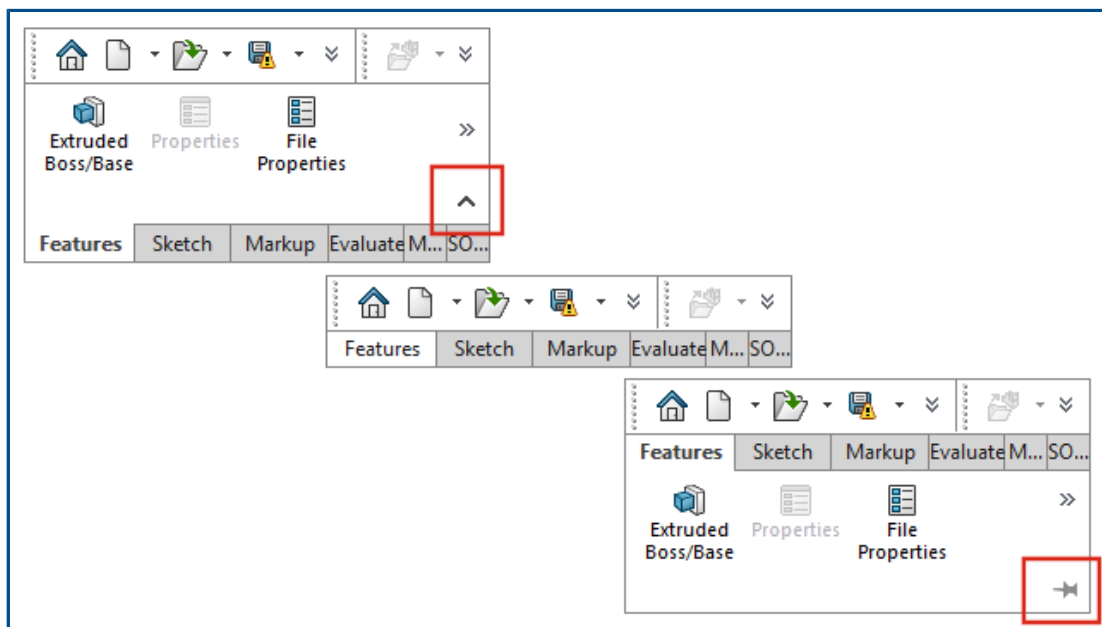 Extruded Boss/Base
Properties
File Properties
Features Sketch Markup Evaluate M... SO...
Features Sketch Markup Evaluate M... SO...
Features Sketch Markup Evaluate M... SO...
Extruded Boss/Base
Properties
File Properties